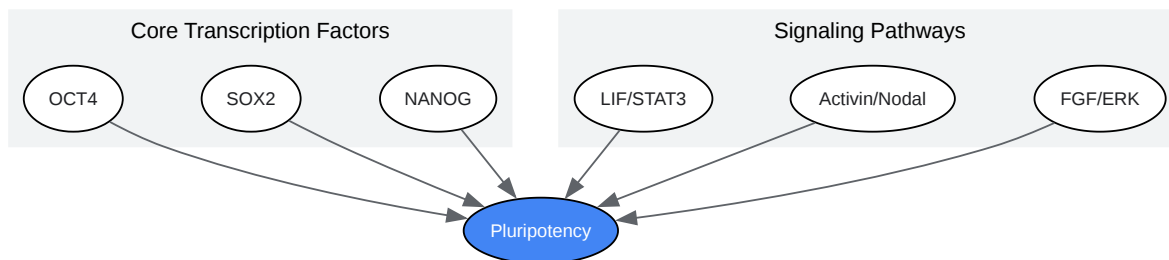 Core Transcription Factors
Signaling Pathways
OCT4
SOX2
NANOG
LIF/STAT3
Activin/Nodal
FGF/ERK
Pluripotency